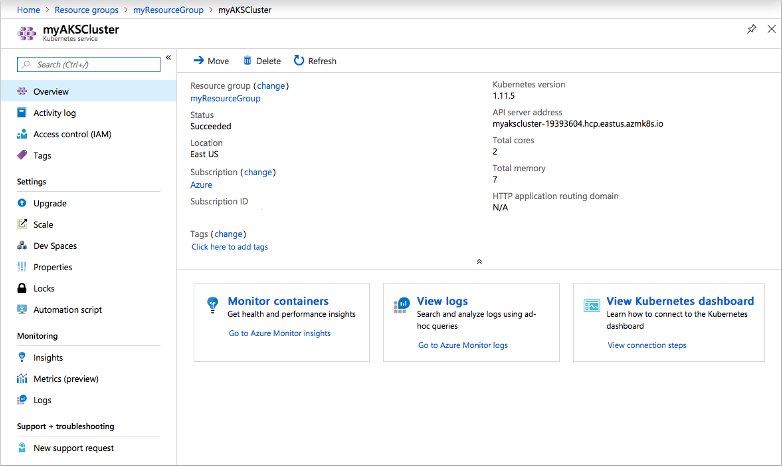 Home > Resource groups > myResourceGroup > myAKSCluster
myAKSCluster
Kubernetes service
Search (Ctrl+/)
Overview
Activity log
Access control (IAM)
Tags
Settings
Upgrade
Scale
Dev Spaces
Properties
Locks
Automation script
Monitoring
Insights
Metrics (preview)
Logs
Support + troubleshooting
New support request
Move Delete Refresh
Resource group (change)
myResourceGroup
Status
Succeeded
Location
East US
Subscription (change)
Azure
Subscription ID
Tags (change)
Click here to add tags
Kubernetes version
1.11.5
API server address
myakscluster-19393604.hcp.eastus.azmk8s.io
Total cores
2
Total memory
7
HTTP application routing domain
N/A
Monitor containers
Get health and performance insights
Go to Azure Monitor insights
View logs
Search and analyze logs using ad-
hoc queries
Go to Azure Monitor logs
View Kubernetes dashboard
Learn how to connect to the Kubernetes
dashboard
View connection steps